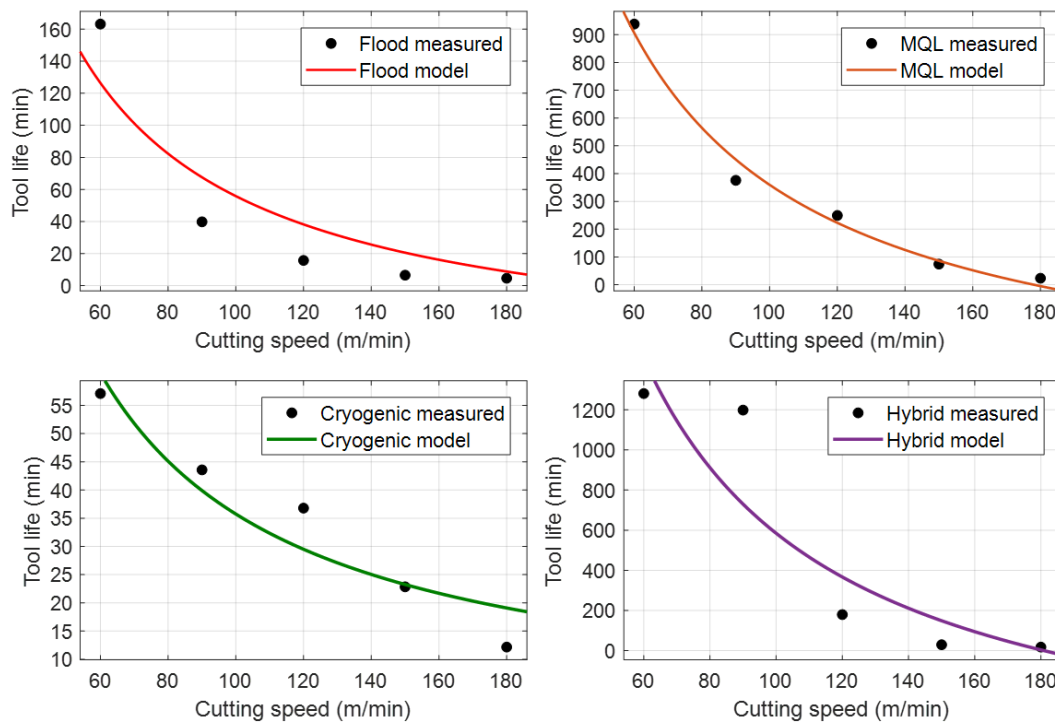 160
140
120
100
80
60
40
20
0
Tool life (min)
Flood measured
Flood model
60 80 100 120 140 160 180
Cutting speed (m/min)
900
800
700
600
500
400
300
200
100
0
Tool life (min)
MQL measured
MQL model
60 80 100 120 140 160 180
Cutting speed (m/min)
55
50
45
40
35
30
25
20
15
10
Tool life (min)
Cryogenic measured
Cryogenic model
60 80 100 120 140 160 180
Cutting speed (m/min)
1200
1000
800
600
400
200
0
Tool life (min)
Hybrid measured
Hybrid model
60 80 100 120 140 160 180
Cutting speed (m/min)